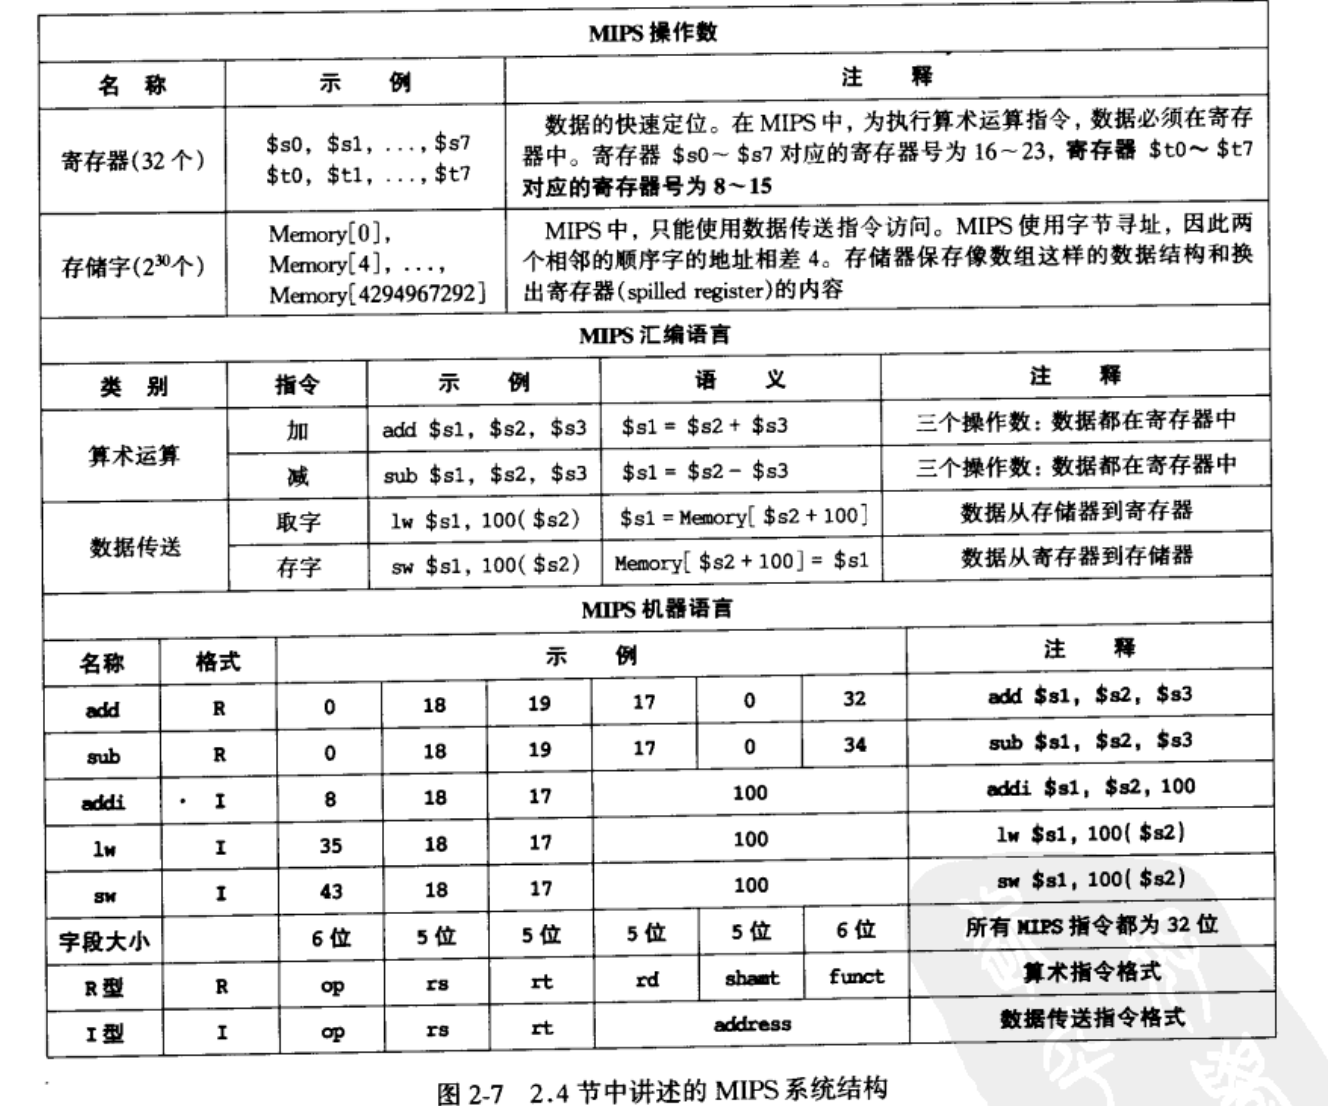 MIPS 操作数
名 称 示 例 注 释
寄存器(32 个) $s0, $s1, ...,$s7
$t0, $t1, ...,$t7 数据的快速定位。在 MIPS 中，为执行算术运算指令，数据必须在寄存
器中。寄存器 $s0～$s7 对应的寄存器号为 16～23，寄存器 $t0～$t7
对应的寄存器号为 8～15
存储字(2³⁰个) Memory[0],
Memory[4], ...,
Memory[4294967292] MIPS 中，只能使用数据传送指令访问。MIPS 使用字节寻址，因此两
个相邻的顺序字的地址相差 4。存储器保存像数组这样的数据结构和换
出寄存器(spilled register)的内容
MIPS 汇编语言
类 别 指令 示 例 语 义 注 释
算术运算 加 add $s1, $s2, $s3 $s1 = $s2 + $s3 三个操作数：数据都在寄存器中
减 sub $s1, $s2, $s3 $s1 = $s2 - $s3 三个操作数：数据都在寄存器中
数据传送 取字 lw $s1, 100( $s2) $s1 = Memory[ $s2 + 100] 数据从存储器到寄存器
存字 sw $s1, 100( $s2) Memory[ $s2 + 100] = $s1 数据从寄存器到存储器
MIPS 机器语言
名称 格式 示 例 注 释
add R 0 18 19 17 0 32 add $s1, $s2, $s3
sub R 0 18 19 17 0 34 sub $s1, $s2, $s3
addi I 8 18 17 100 addi $s1, $s2, 100
lw I 35 18 17 100 lw $s1, 100( $s2)
sw I 43 18 17 100 sw $s1, 100( $s2)
字段大小 6 位 5 位 5 位 5 位 5 位 6 位 所有 MIPS 指令都为 32 位
R 型 R op rs rt rd shamt funct 算术指令格式
I 型 I op rs rt address 数据传送指令格式
图 2-7 2.4 节中讲述的 MIPS 系统结构